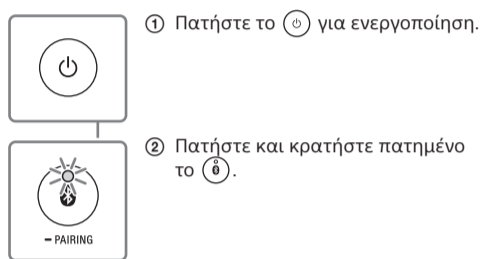 ① Πατήστε το για ενεργοποίηση.
② Πατήστε και κρατήστε πατημένο
το .
– PAIRING